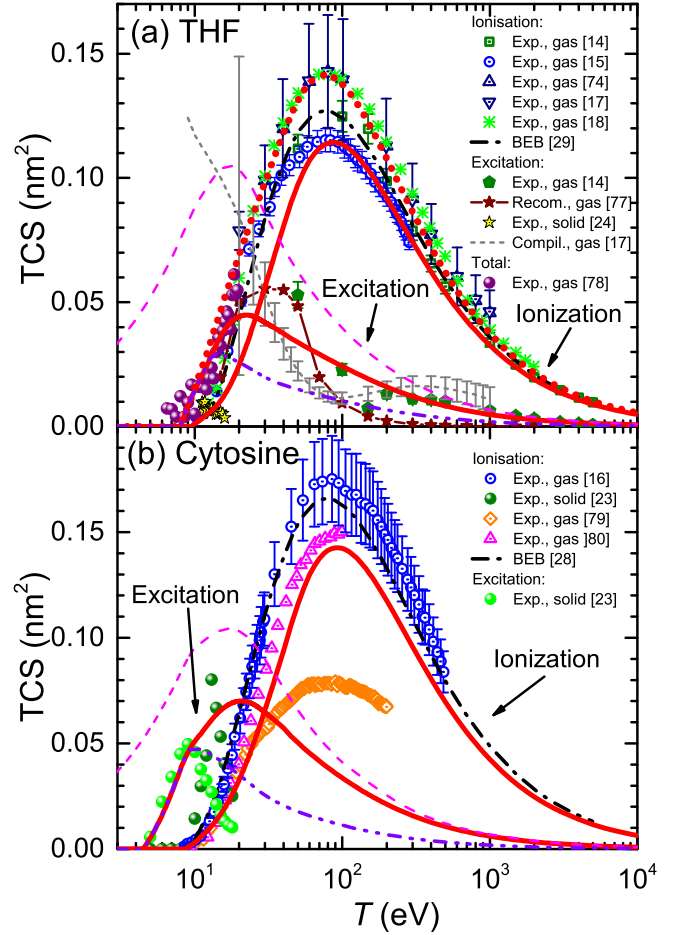 (a) THF
Ionisation:
Exp., gas [14]
Exp., gas [15]
Exp., gas [74]
Exp., gas [17]
Exp., gas [18]
BEB [29]
Excitation:
Exp., gas [14]
Recom., gas [77]
Exp., solid [24]
Compil., gas [17]
Total:
Exp., gas [78]
Excitation
Ionization
TCS (nm²)
0.15
0.10
0.05
0.00
(b) Cytosine
Ionisation:
Exp., gas [16]
Exp., solid [23]
Exp., gas [79]
Exp., gas ]80]
BEB [28]
Excitation:
Exp., solid [23]
Excitation
Ionization
TCS (nm²)
0.15
0.10
0.05
0.00
10¹ 10² 10³ 10⁴
T (eV)